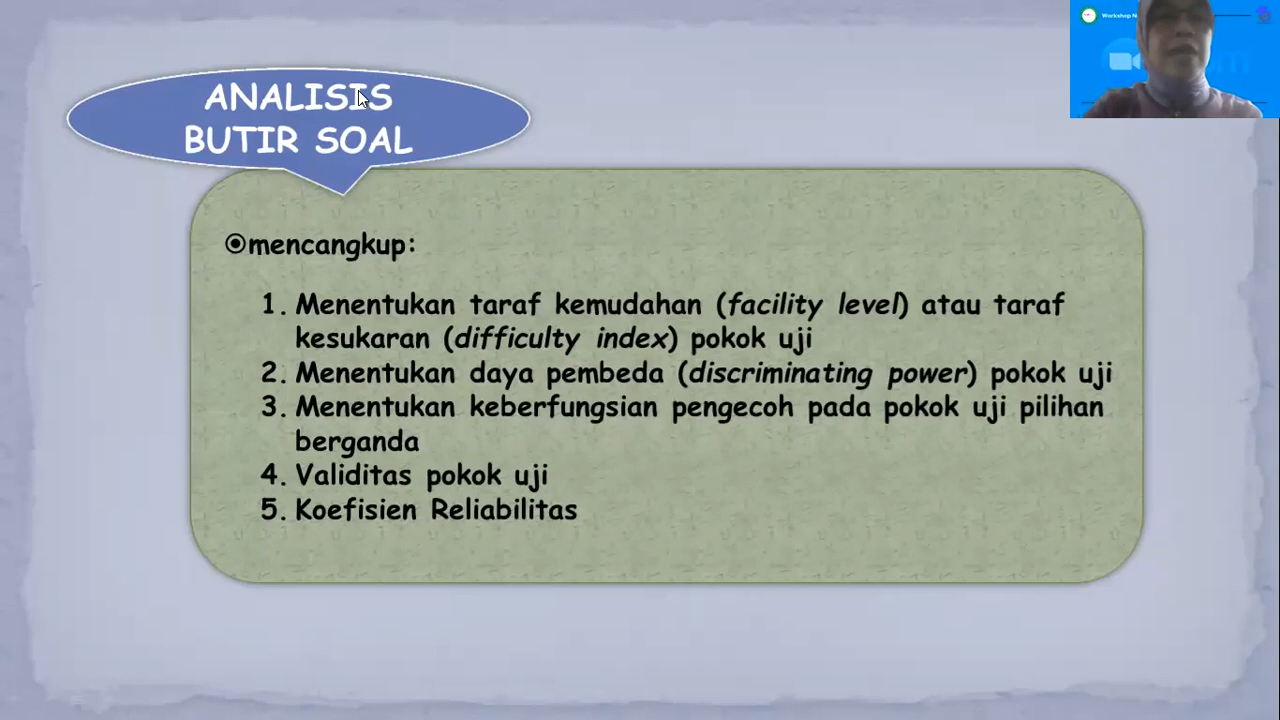 Workshop
ANALISIS
BUTIR SOAL
mencangkup:
1. Menentukan taraf kemudahan (facility level) atau taraf
kesukaran (difficulty index) pokok uji
2. Menentukan daya pembeda (discriminating power) pokok uji
3. Menentukan keberfungsian pengecoh pada pokok uji pilihan
berganda
4. Validitas pokok uji
5. Koefisien Reliabilitas